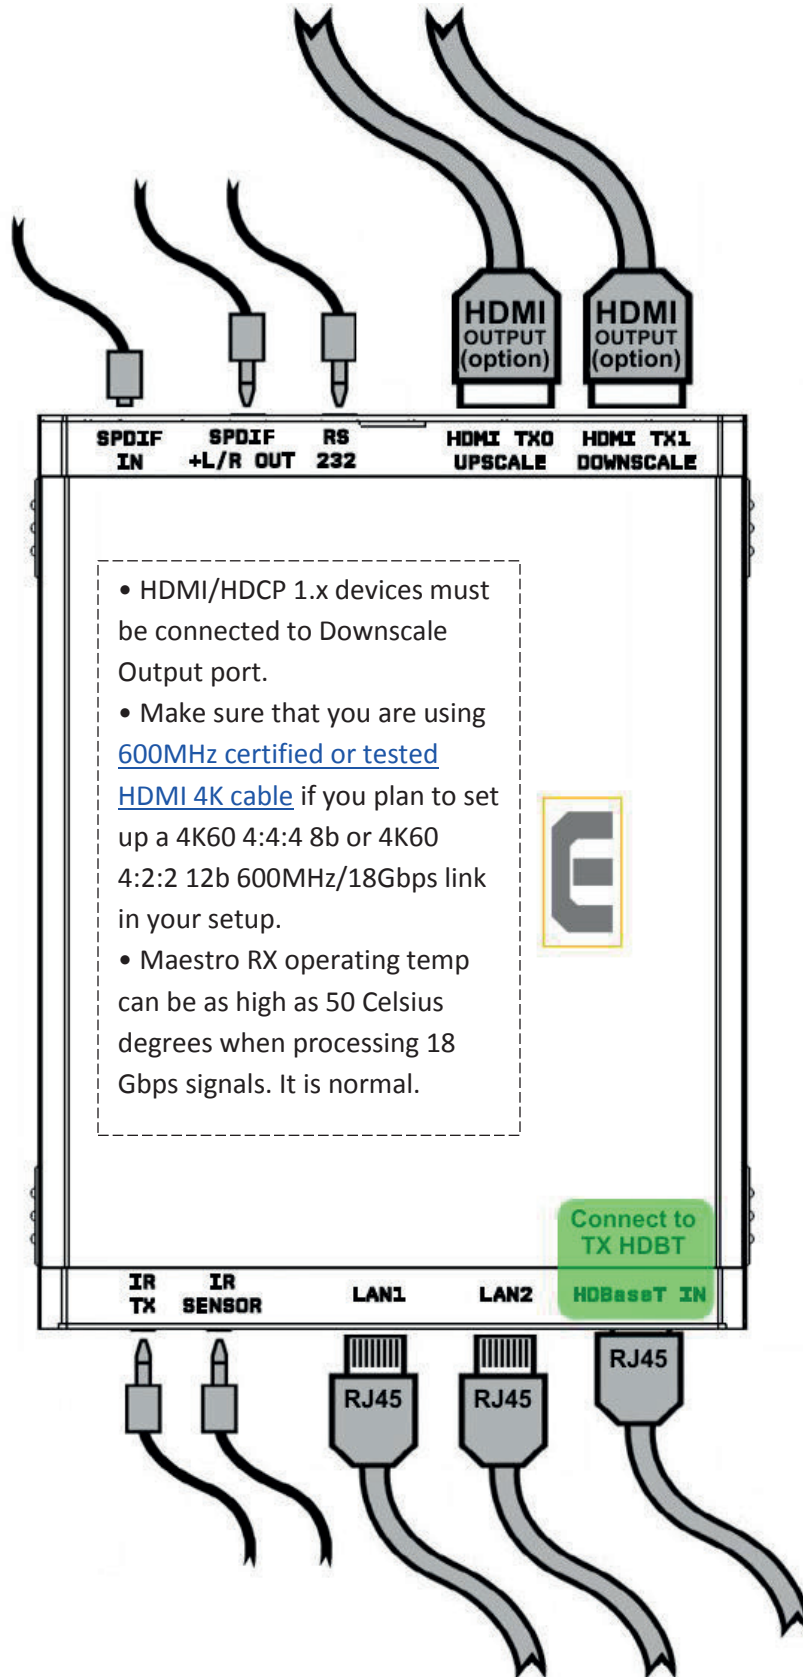 HDMI
OUTPUT
(option)
HDMI
OUTPUT
(option)
SPDIF
IN
SPDIF
+L/R OUT
RS
232
HDMI TX0
UPSCALE
HDMI TX1
DOWNSCALE
• HDMI/HDCP 1.x devices must
be connected to Downscale
Output port.
• Make sure that you are using
600MHz certified or tested
HDMI 4K cable if you plan to set
up a 4K60 4:4:4 8b or 4K60
4:2:2 12b 600MHz/18Gbps link
in your setup.
• Maestro RX operating temp
can be as high as 50 Celsius
degrees when processing 18
Gbps signals. It is normal.
Connect to
TX HDBT
IR
TX
IR
SENSOR
LAN1
LAN2
HDBaseT IN
RJ45
RJ45
RJ45